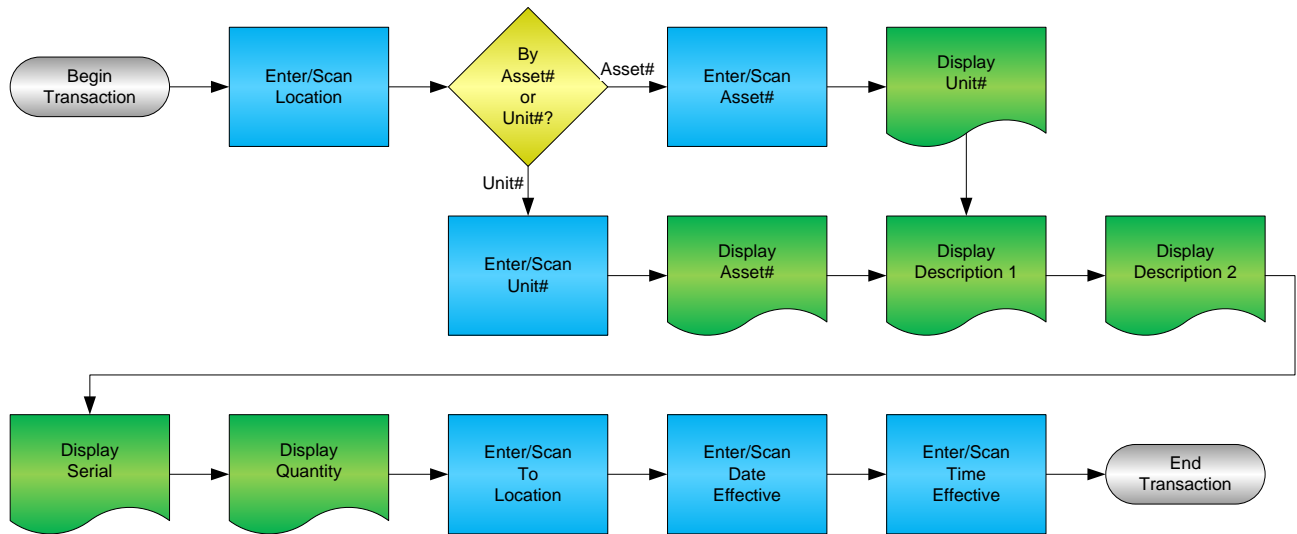 Begin
Transaction
Enter/Scan
Location
By
Asset#
or
Unit#?
Asset#
Enter/Scan
Asset#
Display
Unit#
Unit#
Enter/Scan
Unit#
Display
Asset#
Display
Description 1
Display
Description 2
Display
Serial
Display
Quantity
Enter/Scan
To
Location
Enter/Scan
Date
Effective
Enter/Scan
Time
Effective
End
Transaction